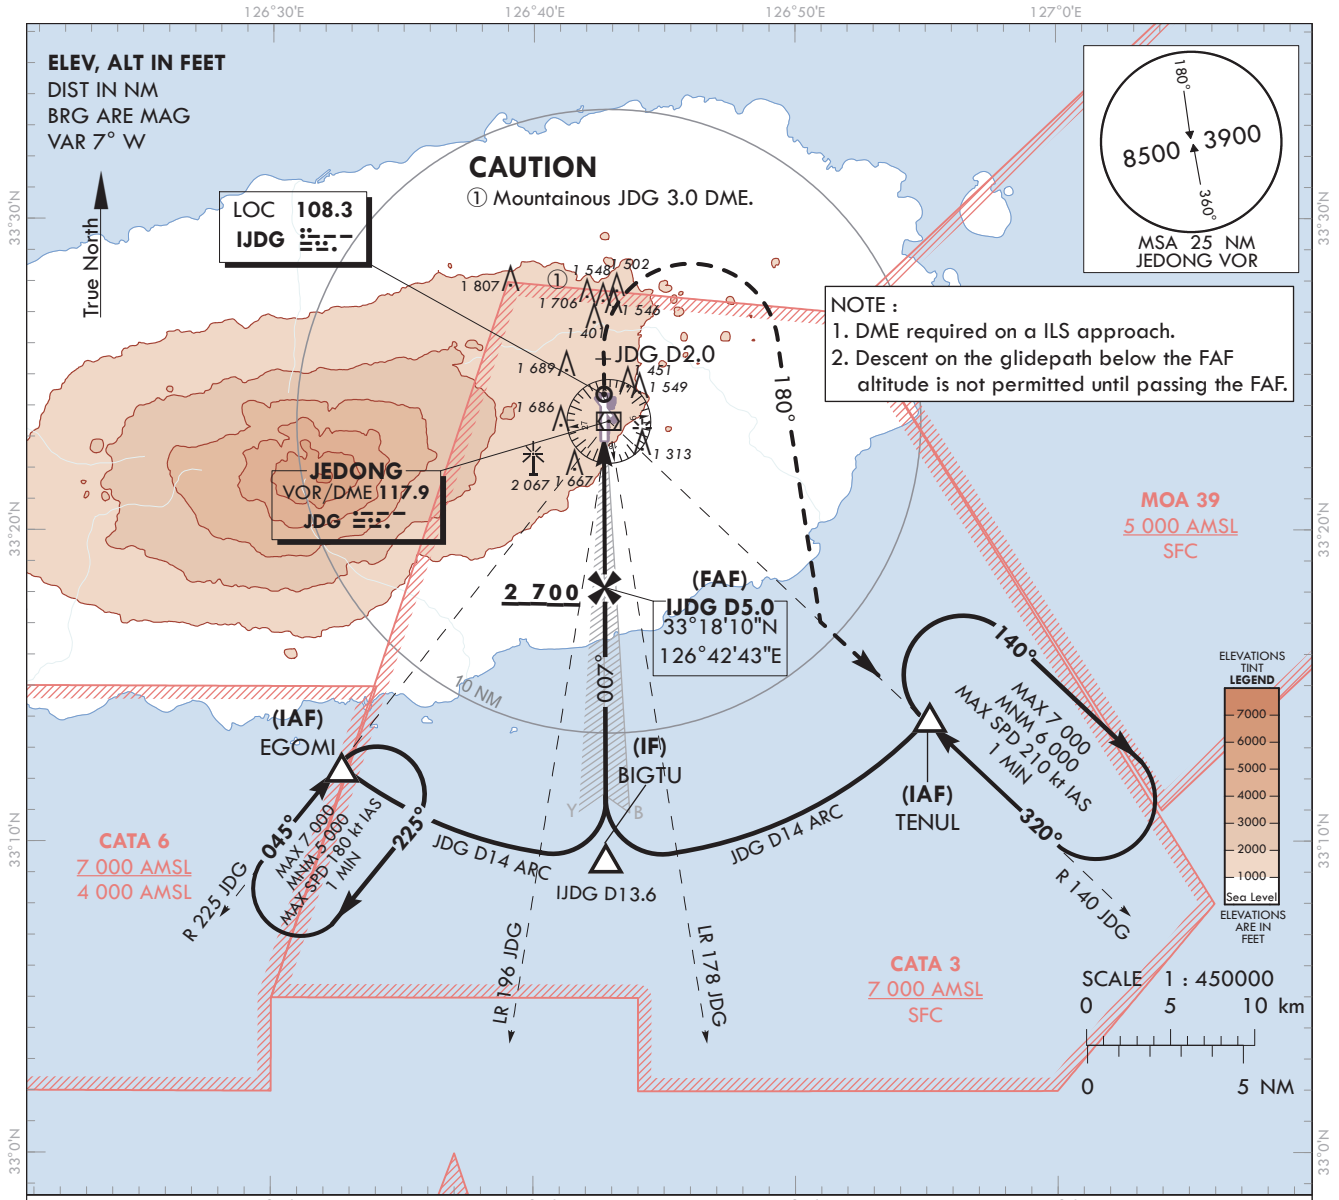 126°30'E
126°40'E
126°50'E
127°0'E
ELEV, ALT IN FEET
DIST IN NM
BRG ARE MAG
VAR 7° W
True North
33°30'N
33°20'N
33°10'N
33°0'N
33°30'N
33°20'N
33°10'N
33°0'N
CAUTION
① Mountainous JDG 3.0 DME.
LOC 108.3
IJDG
180°
8500 3900
360°
MSA 25 NM
JEDONG VOR
NOTE :
1. DME required on a ILS approach.
2. Descent on the glidepath below the FAF
altitude is not permitted until passing the FAF.
1 807
①
1 548
1 502
1 706
1 546
1 401
JDG D2.0
1 689
451
1 549
1 686
1 313
2 067
1 667
180°
JEDONG
VOR/DME 117.9
JDG
MOA 39
5 000 AMSL
SFC
2 700
(FAF)
IJDG D5.0
33°18'10"N
126°42'43"E
007°
10 NM
(IAF)
EGOMI
045°
MAX 7 000
MNM 5 000
MAX SPD 180 kt IAS
1 MIN
225°
R 225 JDG
CATA 6
7 000 AMSL
4 000 AMSL
JDG D14 ARC
(IF)
BIGTU
Y
B
IJDG D13.6
JDG D14 ARC
(IAF)
TENUL
140°
MAX 7 000
MNM 6 000
MAX SPD 210 kt IAS
1 MIN
320°
R 140 JDG
LR 196 JDG
LR 178 JDG
CATA 3
7 000 AMSL
SFC
ELEVATIONS
TINT
LEGEND
7000
6000
5000
4000
3000
2000
1000
Sea Level
ELEVATIONS
ARE IN
FEET
SCALE 1 : 450000
0 5 10 km
0 5 NM